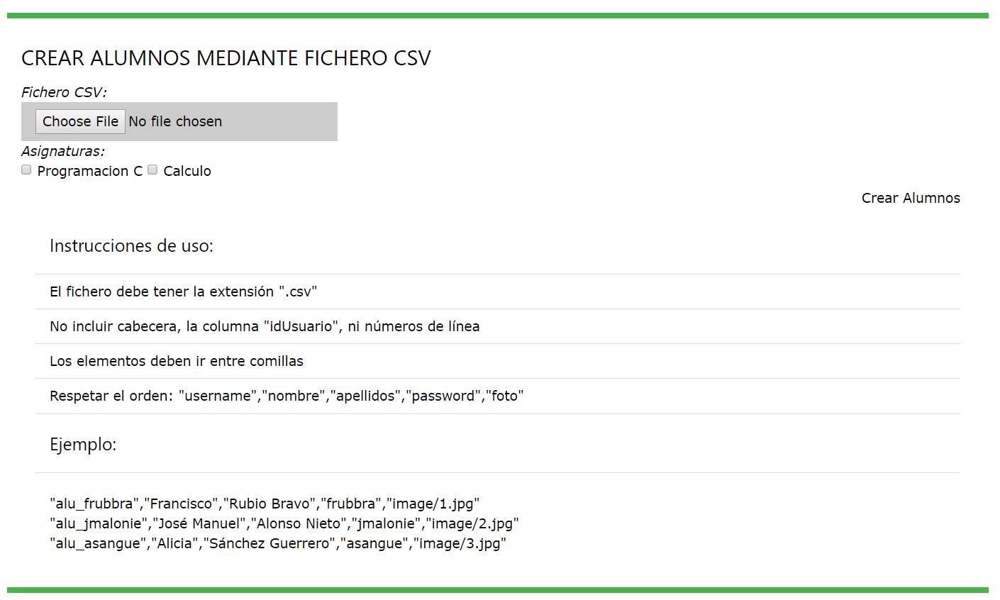 CREAR ALUMNOS MEDIANTE FICHERO CSV
Fichero CSV:
Choose File No file chosen
Asignaturas:
Programacion C Calculo
Crear Alumnos
Instrucciones de uso:
El fichero debe tener la extensión ".csv"
No incluir cabecera, la columna "idUsuario", ni números de línea
Los elementos deben ir entre comillas
Respetar el orden: "username","nombre","apellidos","password","foto"
Ejemplo:
"alu_frubbra","Francisco","Rubio Bravo","frubbra","image/1.jpg"
"alu_jmalonie","José Manuel","Alonso Nieto","jmalonie","image/2.jpg"
"alu_asangue","Alicia","Sánchez Guerrero","asangue","image/3.jpg"